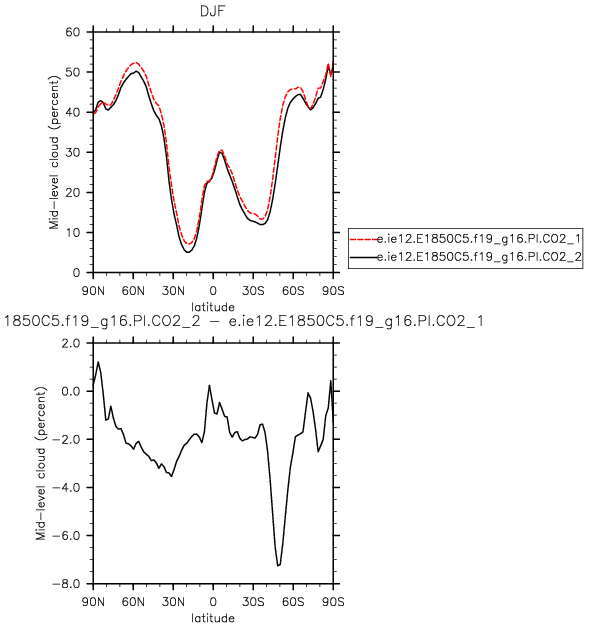 DJF
60
50
40
30
20
10
0
Mid-level cloud (percent)
90N 60N 30N 0 30S 60S 90S
latitude
e.ie12.E1850C5.f19_g16.PI.CO2_1
e.ie12.E1850C5.f19_g16.PI.CO2_2
1850C5.f19_g16.PI.CO2_2 - e.ie12.E1850C5.f19_g16.PI.CO2_1
2.0
0.0
-2.0
-4.0
-6.0
-8.0
Mid-level cloud (percent)
90N 60N 30N 0 30S 60S 90S
latitude